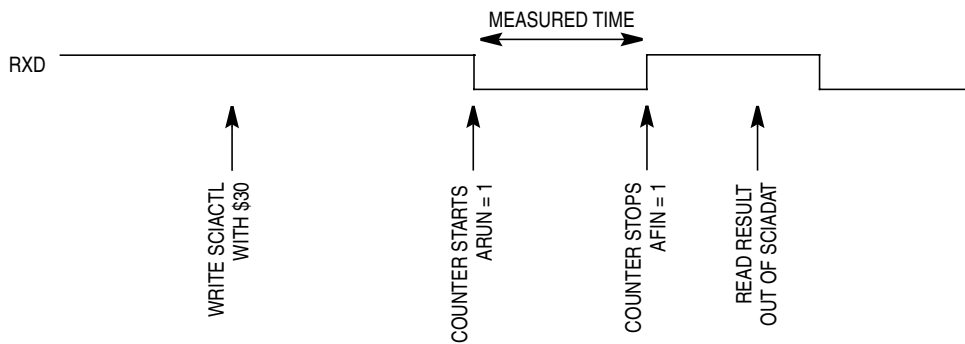 MEASURED TIME
RXD
WRITE SCIACTL
WITH $30
COUNTER STARTS
ARUN = 1
COUNTER STOPS
AFIN = 1
READ RESULT
OUT OF SCIADAT